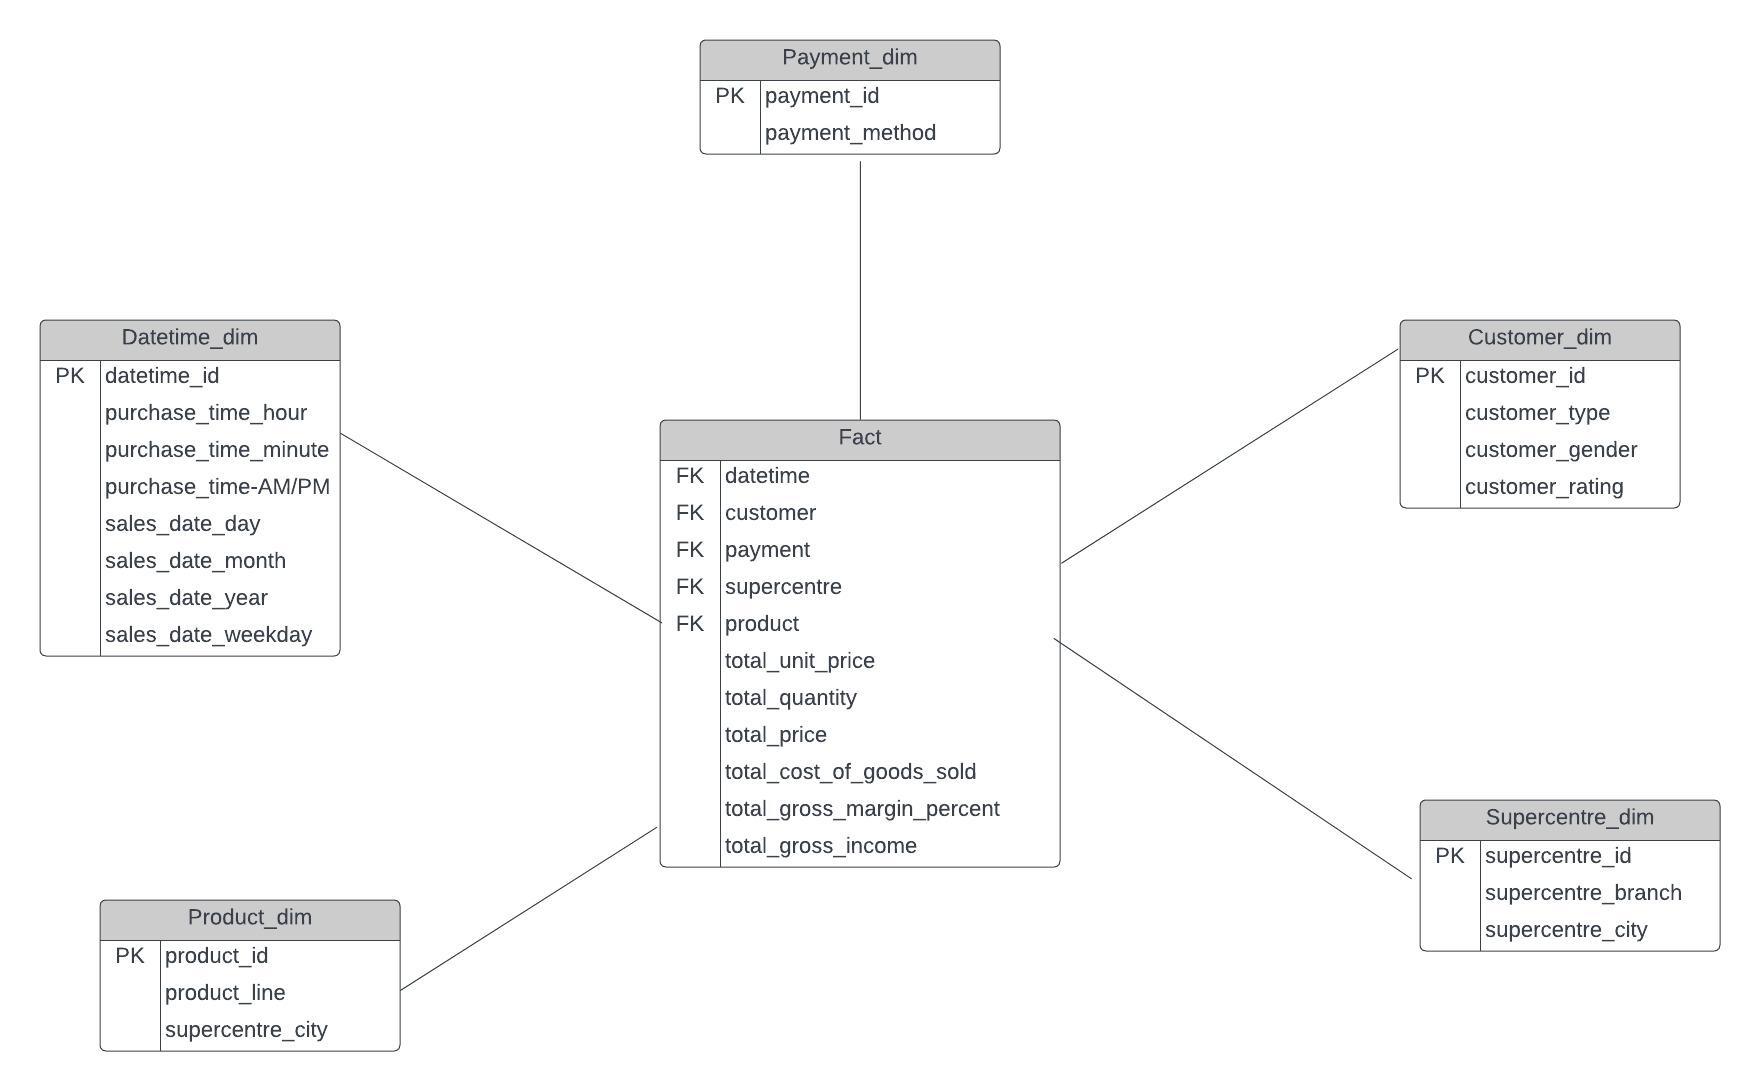 Payment_dim
PK payment_id
payment_method
Datetime_dim
PK datetime_id
purchase_time_hour
purchase_time_minute
purchase_time-AM/PM
sales_date_day
sales_date_month
sales_date_year
sales_date_weekday
Customer_dim
PK customer_id
customer_type
customer_gender
customer_rating
Fact
FK datetime
FK customer
FK payment
FK supercentre
FK product
total_unit_price
total_quantity
total_price
total_cost_of_goods_sold
total_gross_margin_percent
total_gross_income
Supercentre_dim
PK supercentre_id
supercentre_branch
supercentre_city
Product_dim
PK product_id
product_line
supercentre_city